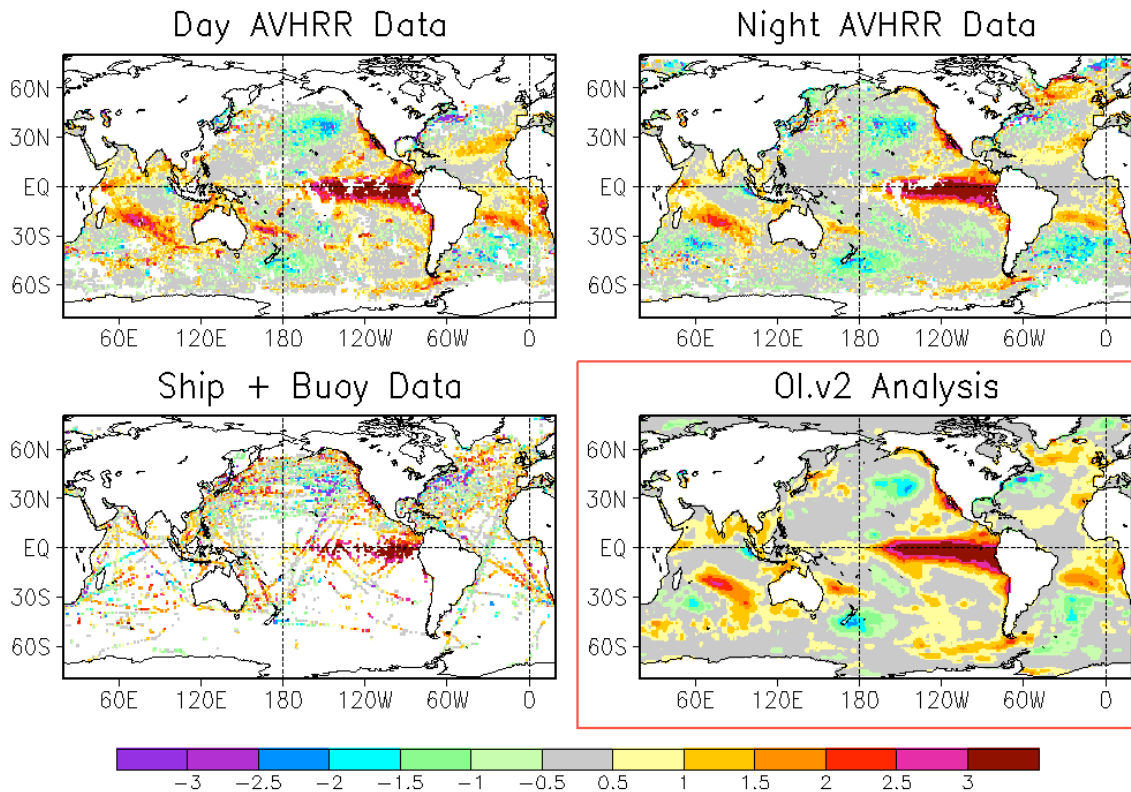 Day AVHRR Data
Night AVHRR Data
60N
30N
EQ
30S
60S
60E
120E
180
120W
60W
0
60N
30N
EQ
30S
60S
60E
120E
180
120W
60W
0
Ship + Buoy Data
OI.v2 Analysis
60N
30N
EQ
30S
60S
60E
120E
180
120W
60W
0
60N
30N
EQ
30S
60S
60E
120E
180
120W
60W
0
-3 -2.5 -2 -1.5 -1 -0.5 0.5 1 1.5 2 2.5 3